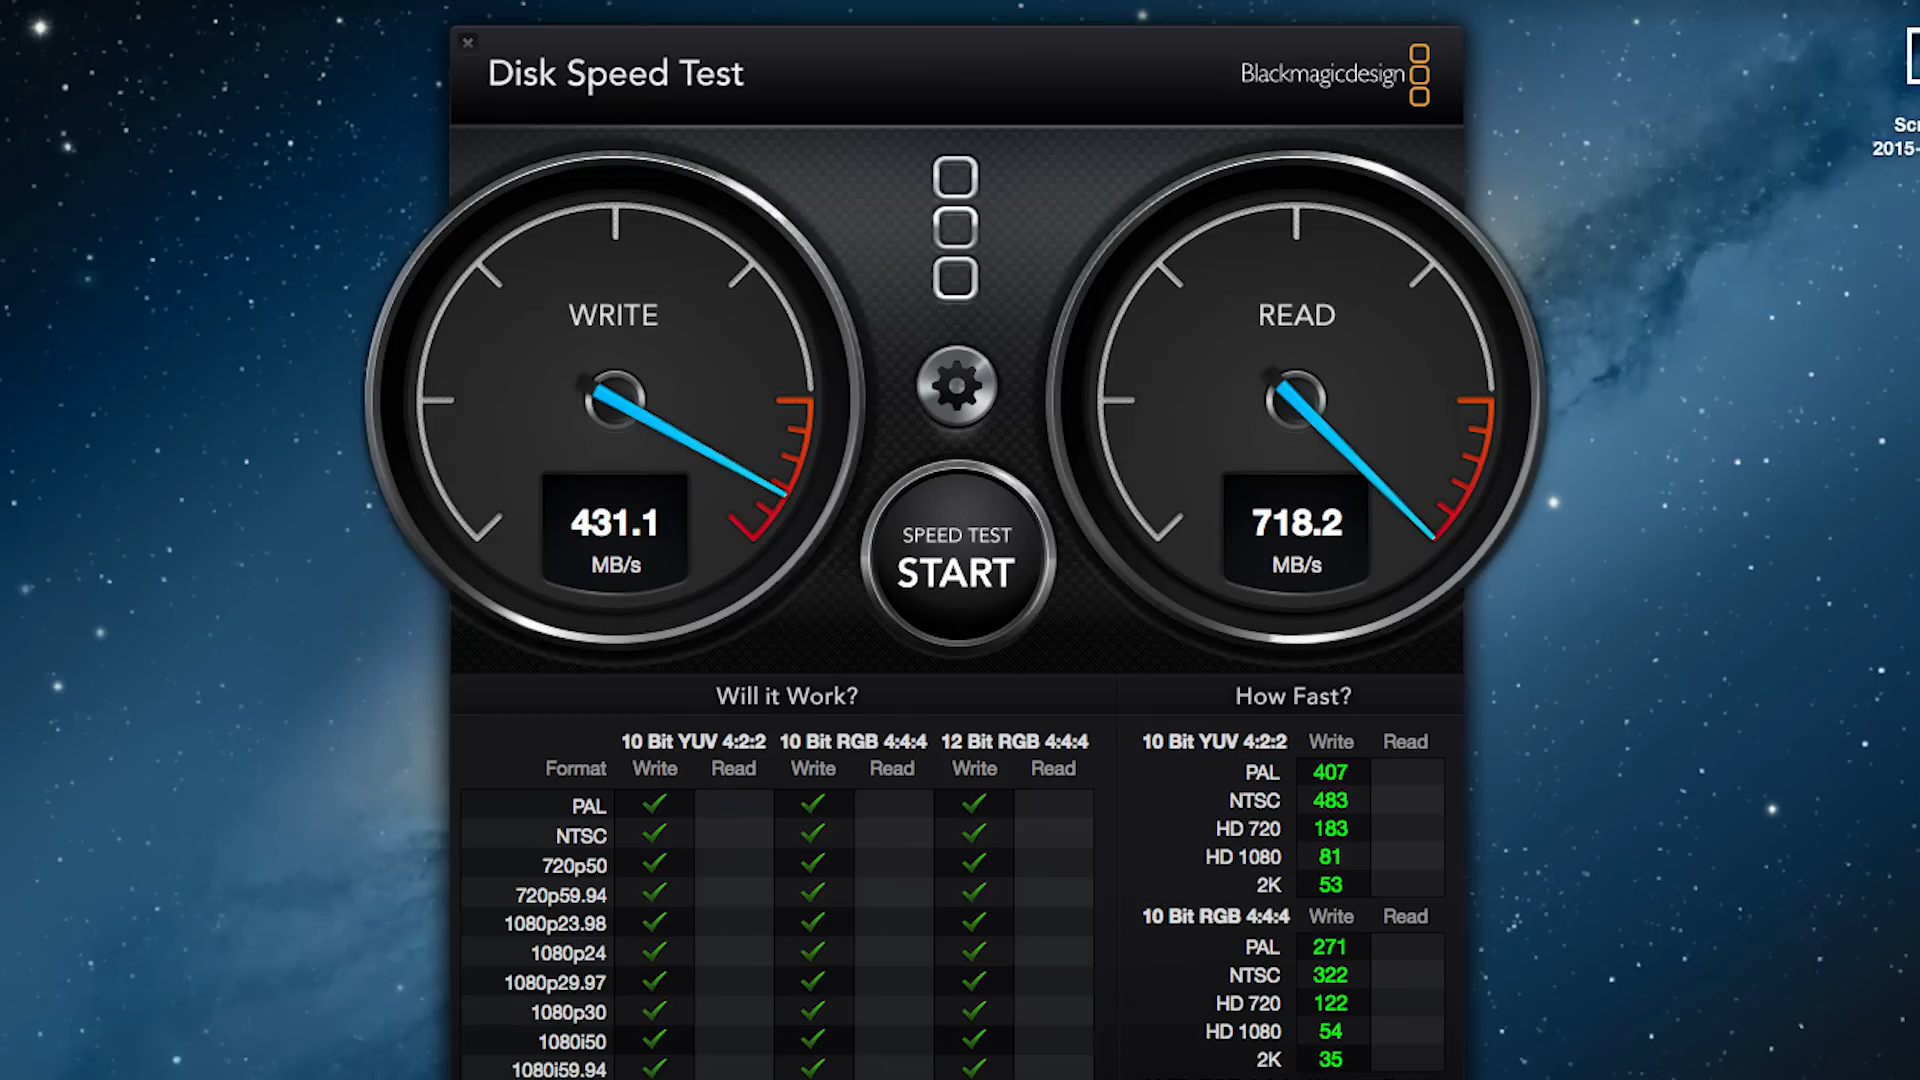 Disk Speed Test
Blackmagicdesign
2015-
WRITE
431.1
MB/s
READ
718.2
MB/s
SPEED TEST
START
Will it Work?
10 Bit YUV 4:2:2 10 Bit RGB 4:4:4 12 Bit RGB 4:4:4
Format Write Read Write Read Write Read
PAL
NTSC
720p50
720p59.94
1080p23.98
1080p24
1080p29.97
1080p30
1080i50
1080i59.94
How Fast?
10 Bit YUV 4:2:2 Write Read
PAL 407
NTSC 483
HD 720 183
HD 1080 81
2K 53
10 Bit RGB 4:4:4 Write Read
PAL 271
NTSC 322
HD 720 122
HD 1080 54
2K 35